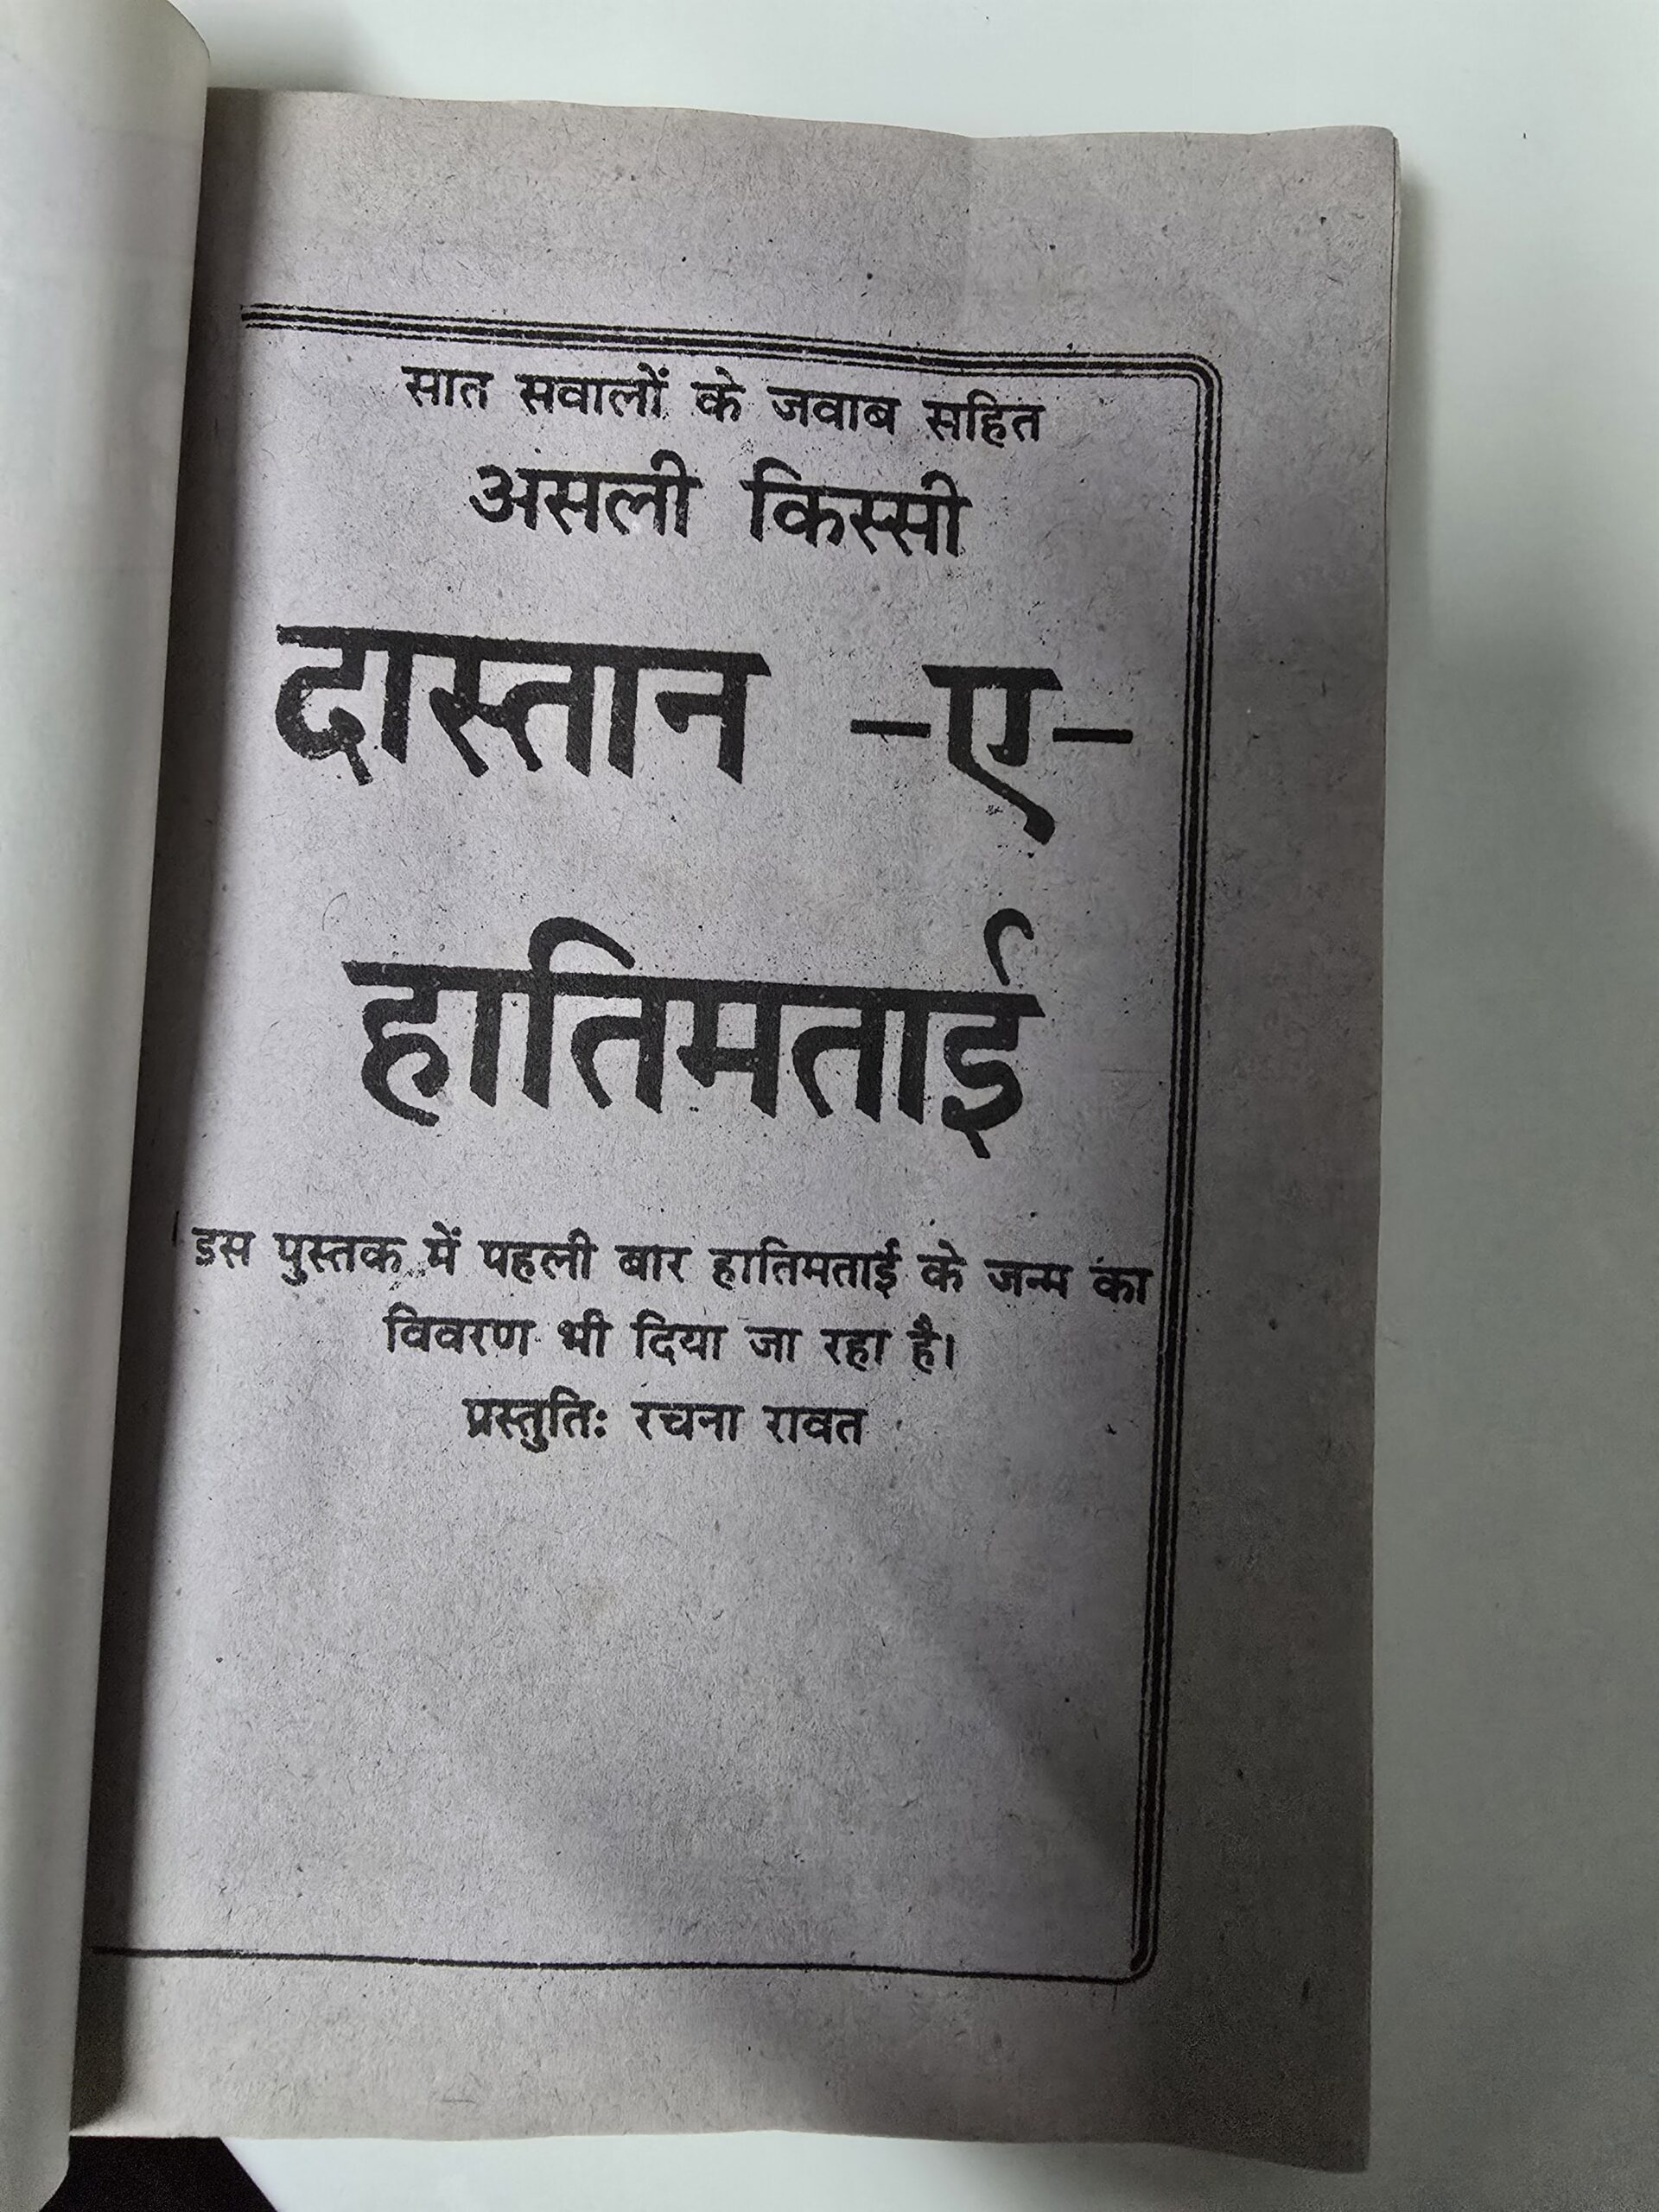 सात सवालों के जवाब सहित
असली किस्सी
दास्तान -ए-
हातिमताई
इस पुस्तक में पहली बार हातिमताई के जन्म का
विवरण भी दिया जा रहा है।
प्रस्तुतिः रचना रावत